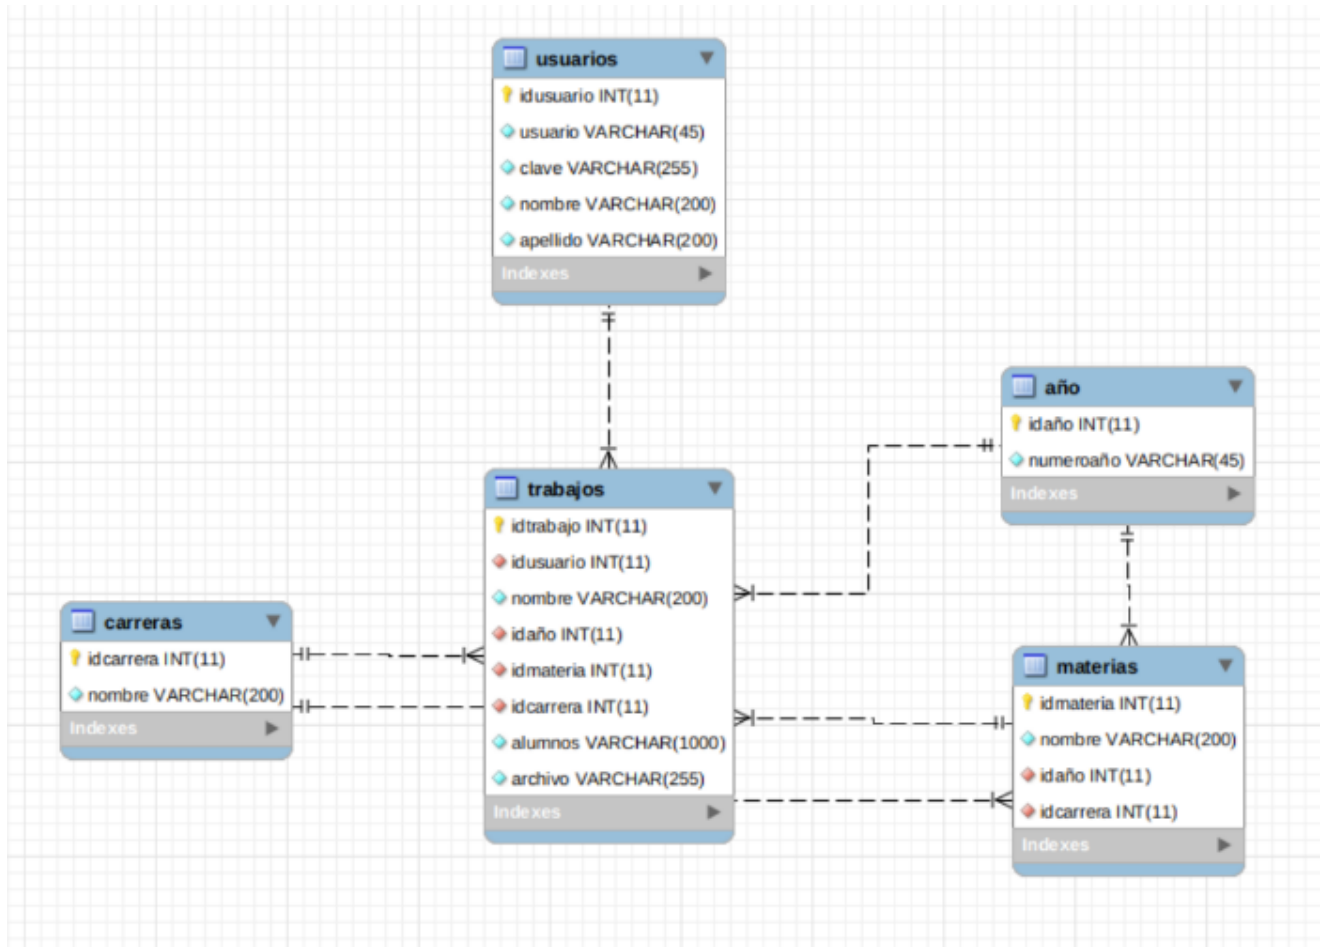 usuarios
idusuario INT(11)
usuario VARCHAR(45)
clave VARCHAR(255)
nombre VARCHAR(200)
apellido VARCHAR(200)
Indexes
año
idaño INT(11)
numeroaño VARCHAR(45)
Indexes
trabajos
idtrabajo INT(11)
idusuario INT(11)
nombre VARCHAR(200)
idaño INT(11)
idmateria INT(11)
idcarrera INT(11)
alumnos VARCHAR(1000)
archivo VARCHAR(255)
Indexes
carreras
idcarrera INT(11)
nombre VARCHAR(200)
Indexes
materias
idmateria INT(11)
nombre VARCHAR(200)
idaño INT(11)
idcarrera INT(11)
Indexes